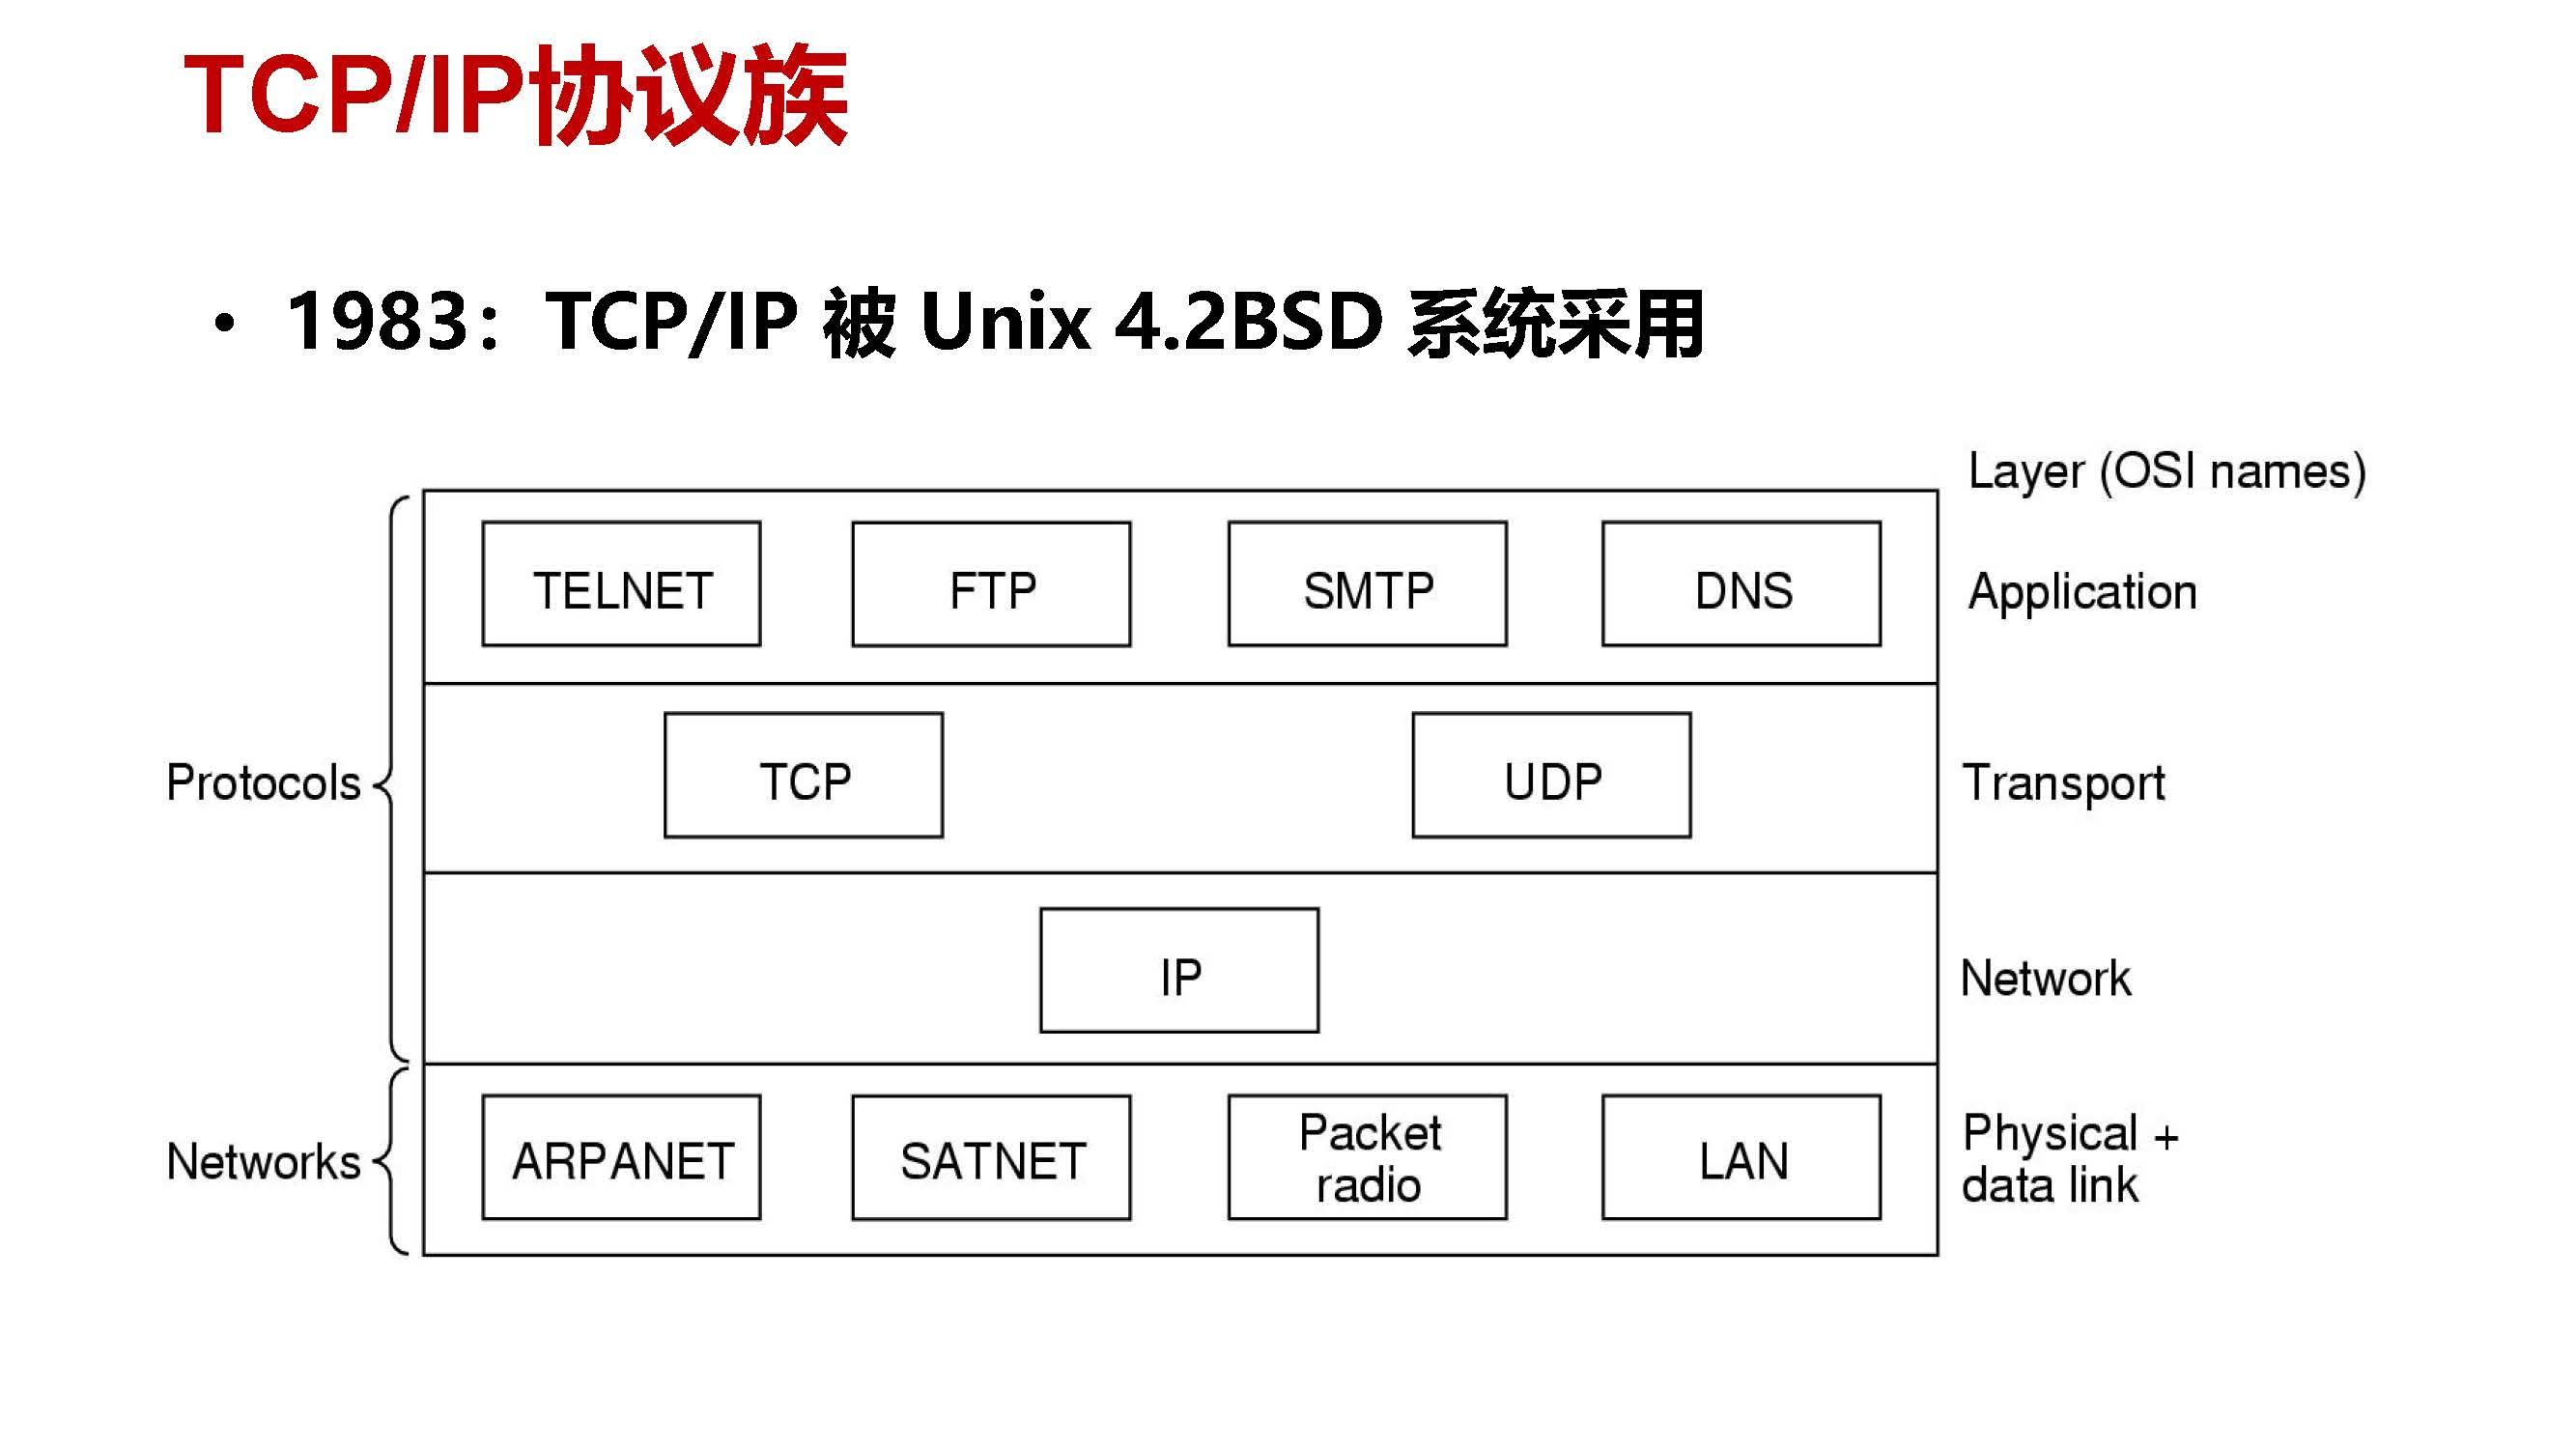 TCP/IP协议族
• 1983：TCP/IP 被 Unix 4.2BSD 系统采用
Layer (OSI names)
TELNET FTP SMTP DNS Application
Protocols TCP UDP Transport
IP Network
Networks ARPANET SATNET Packet radio LAN Physical + data link